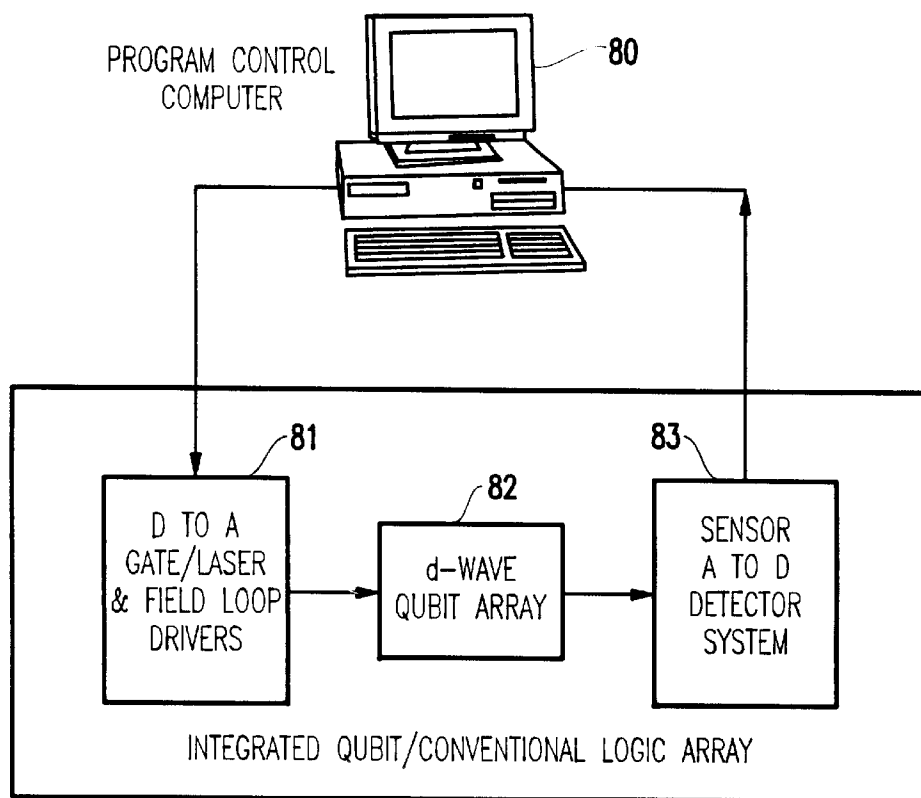 PROGRAM CONTROL
COMPUTER
80
81
D TO A
GATE/LASER
& FIELD LOOP
DRIVERS
82
d-WAVE
QUBIT ARRAY
83
SENSOR
A TO D
DETECTOR
SYSTEM
INTEGRATED QUBIT/CONVENTIONAL LOGIC ARRAY